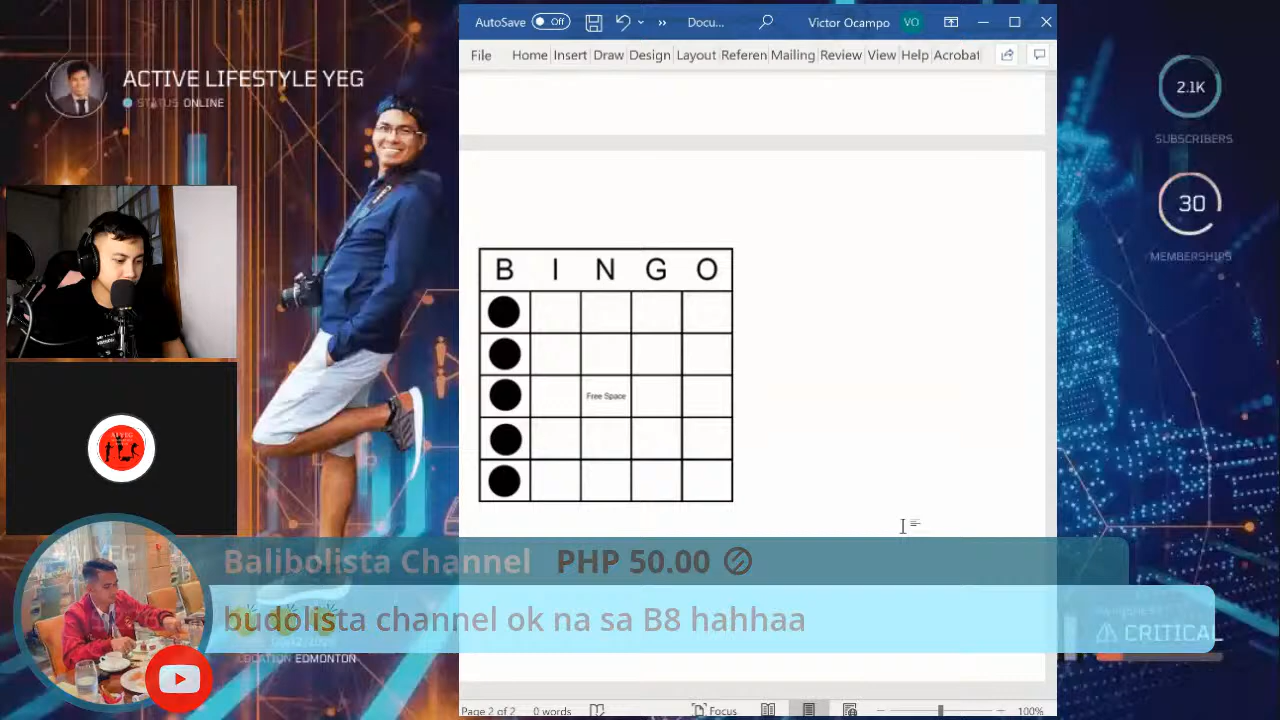 AutoSave Off » Docu... Victor Ocampo VO
File Home Insert Draw Design Layout Referen Mailing Review View Help Acrobat
ACTIVE LIFESTYLE YEG
STATUS ONLINE
2.1K
SUBSCRIBERS
30
MEMBERSHIPS
B I N G O
Free Space
Balibolista Channel PHP 50.00
budolista channel ok na sa B8 hahhaa
CRITICAL
LOCATION EDMONTON
Page 2 of 2 0 words Focus 100%